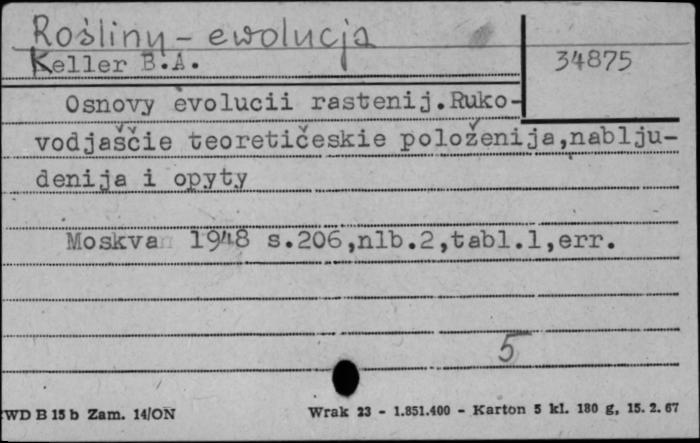 Rośliny - ewolucja
Keller B.A.
34875
Osnovy evolucii rastenij.Ruko-
vodjaščie teoretičeskie položenija,nablju-
denija i opyty
Moskva 1948 s.206,nlb.2,tabl.1,err.
5
WD B 15 b Zam. 14/ON
Wrak 23 - 1.851.400 - Karton 5 kl. 180 g, 15. 2. 67